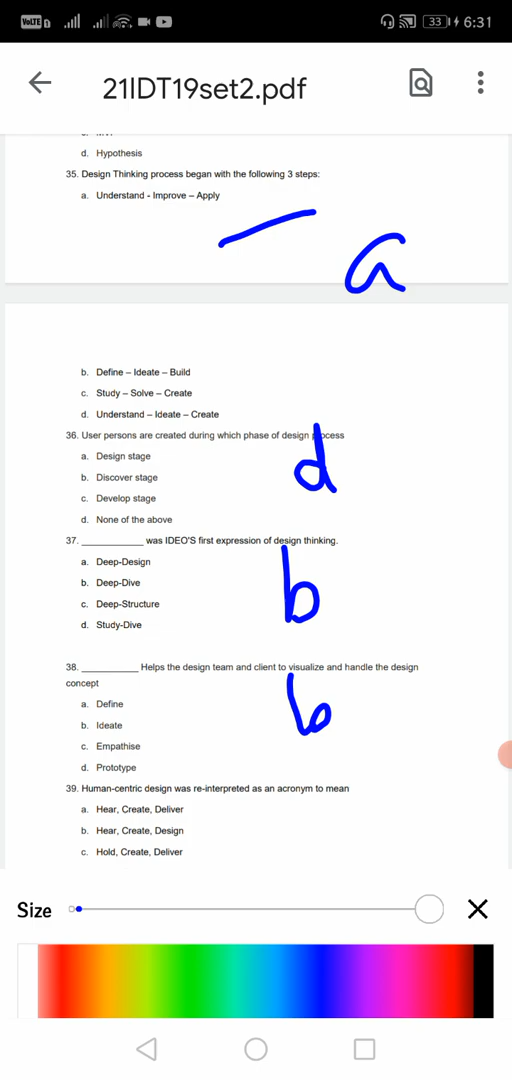 VoLTE 33 6:31
21IDT19set2.pdf
d. Hypothesis
35. Design Thinking process began with the following 3 steps:
a. Understand - Improve – Apply
a
b. Define – Ideate – Build
c. Study – Solve – Create
d. Understand – Ideate – Create
36. User persons are created during which phase of design process
a. Design stage
d
b. Discover stage
c. Develop stage
d. None of the above
37. ____________ was IDEO'S first expression of design thinking.
a. Deep-Design
b. Deep-Dive
b
c. Deep-Structure
d. Study-Dive
38. ___________ Helps the design team and client to visualize and handle the design
concept
a. Define
b
b. Ideate
c. Empathise
d. Prototype
39. Human-centric design was re-interpreted as an acronym to mean
a. Hear, Create, Deliver
b. Hear, Create, Design
c. Hold, Create, Deliver
Size